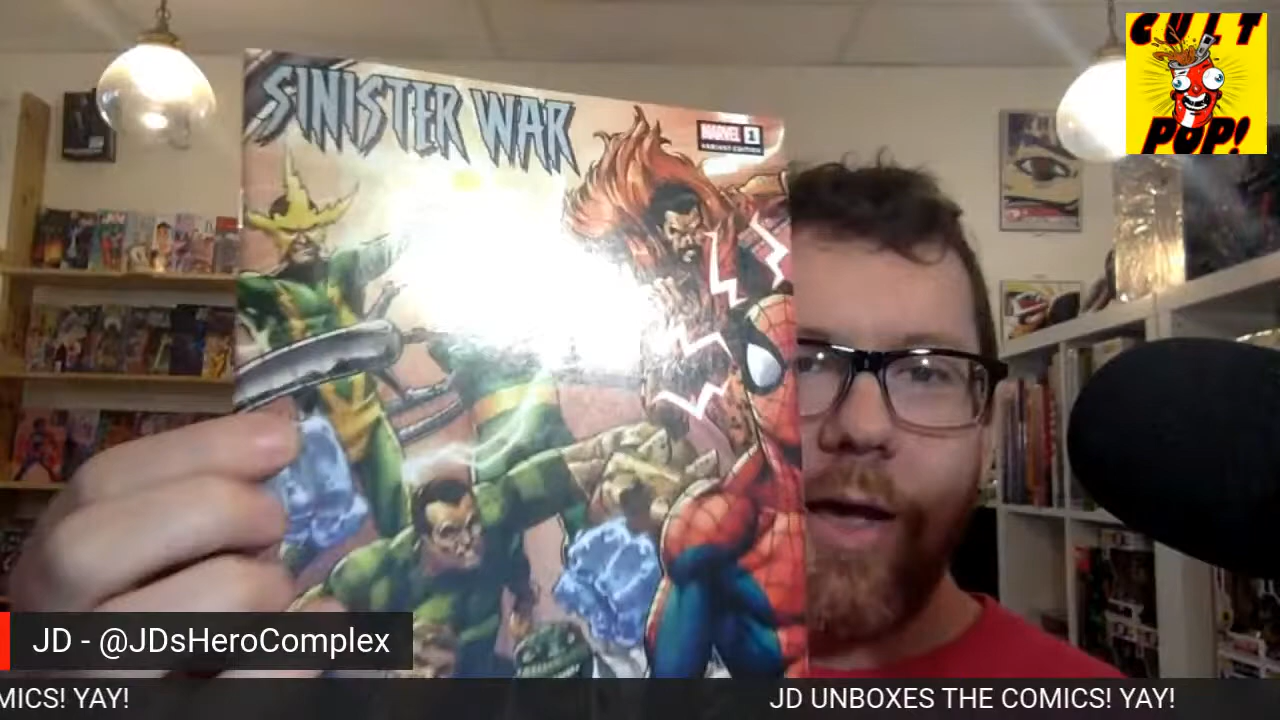 CULT
POP!
SINISTER WAR
MARVEL 1
VARIANT EDITION
JD - @JDsHeroComplex
MICS! YAY!
JD UNBOXES THE COMICS! YAY!